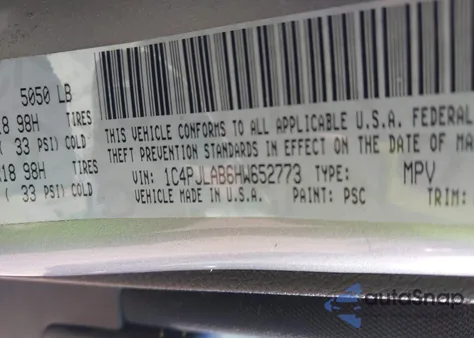 5050 LB
18 98H TIRES
( 33 PSI) COLD
R18 98H TIRES
( 33 PSI) COLD
THIS VEHICLE CONFORMS TO ALL APPLICABLE U.S.A. FEDERAL
THEFT PREVENTION STANDARDS IN EFFECT ON THE DATE OF MA
VIN: 1C4PJLAB6HW652773 TYPE: MPV
VEHICLE MADE IN U.S.A. PAINT: PSC TRIM:
autoSnap